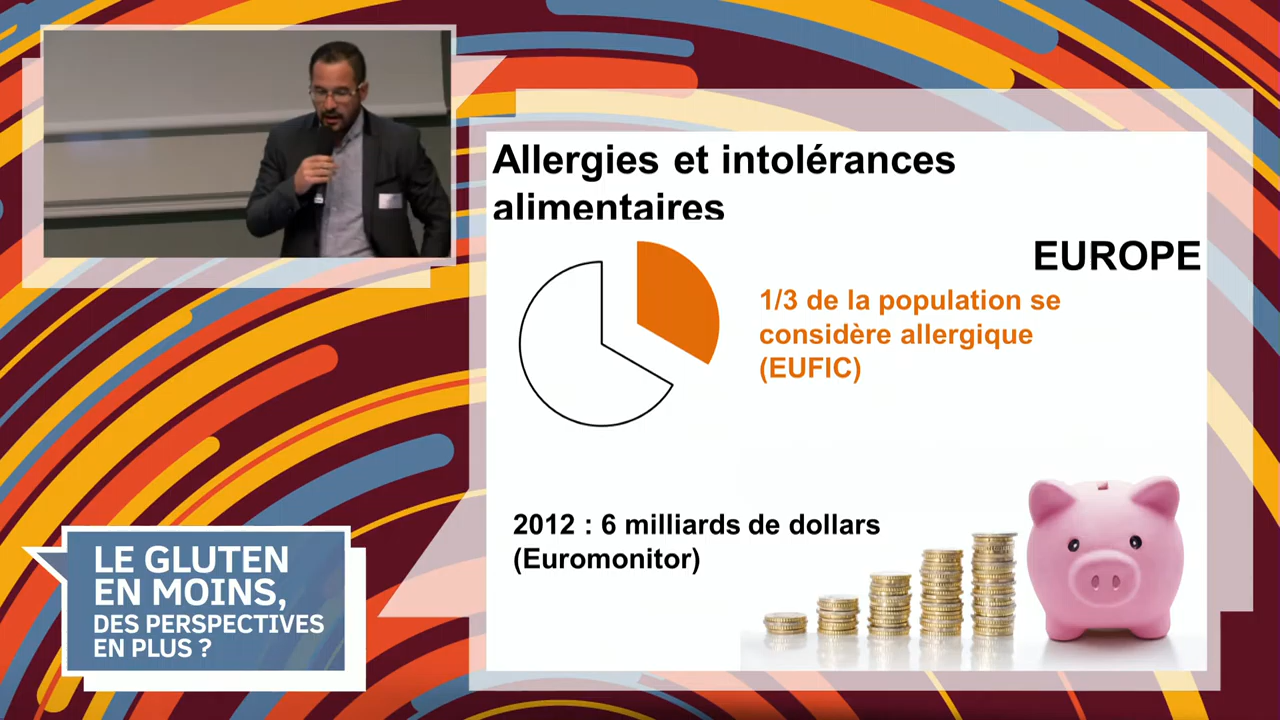 Allergies et intolérances
alimentaires
EUROPE
1/3 de la population se
considère allergique
(EUFIC)
2012 : 6 milliards de dollars
(Euromonitor)
LE GLUTEN
EN MOINS,
DES PERSPECTIVES
EN PLUS ?